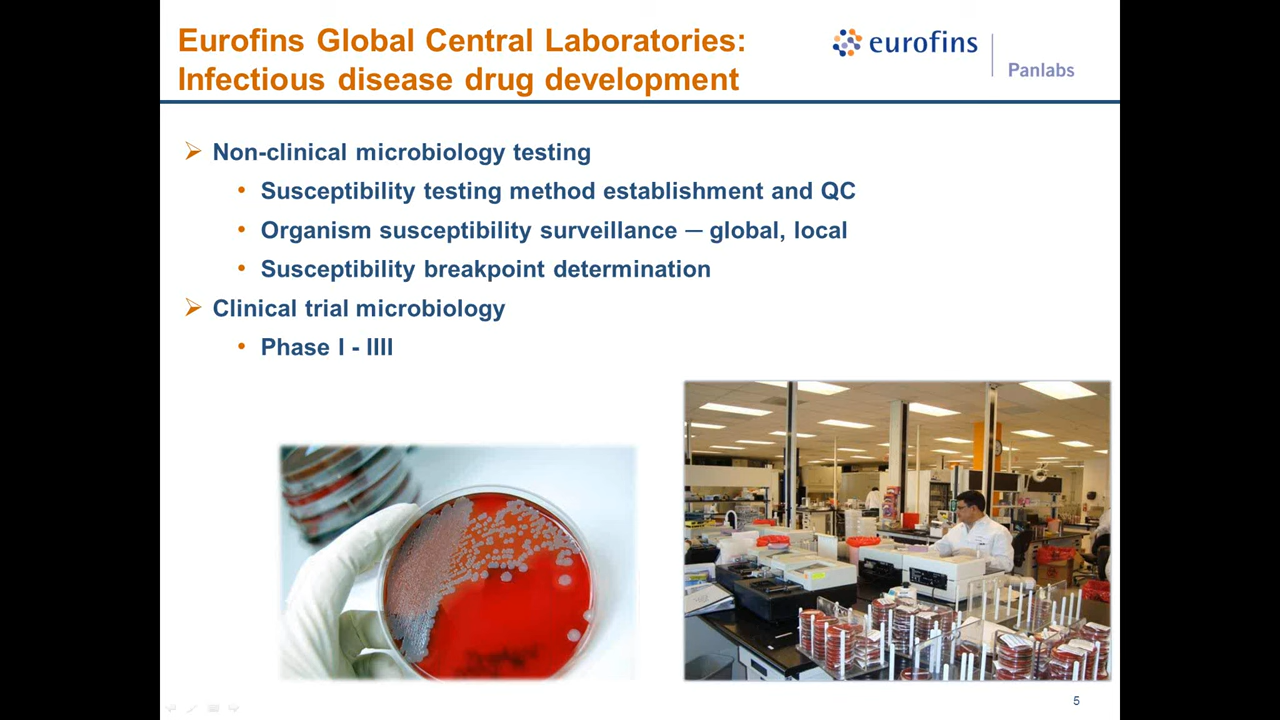 Eurofins Global Central Laboratories:
Infectious disease drug development
eurofins
Panlabs
Non-clinical microbiology testing
Susceptibility testing method establishment and QC
Organism susceptibility surveillance ─ global, local
Susceptibility breakpoint determination
Clinical trial microbiology
Phase I - IIII
5